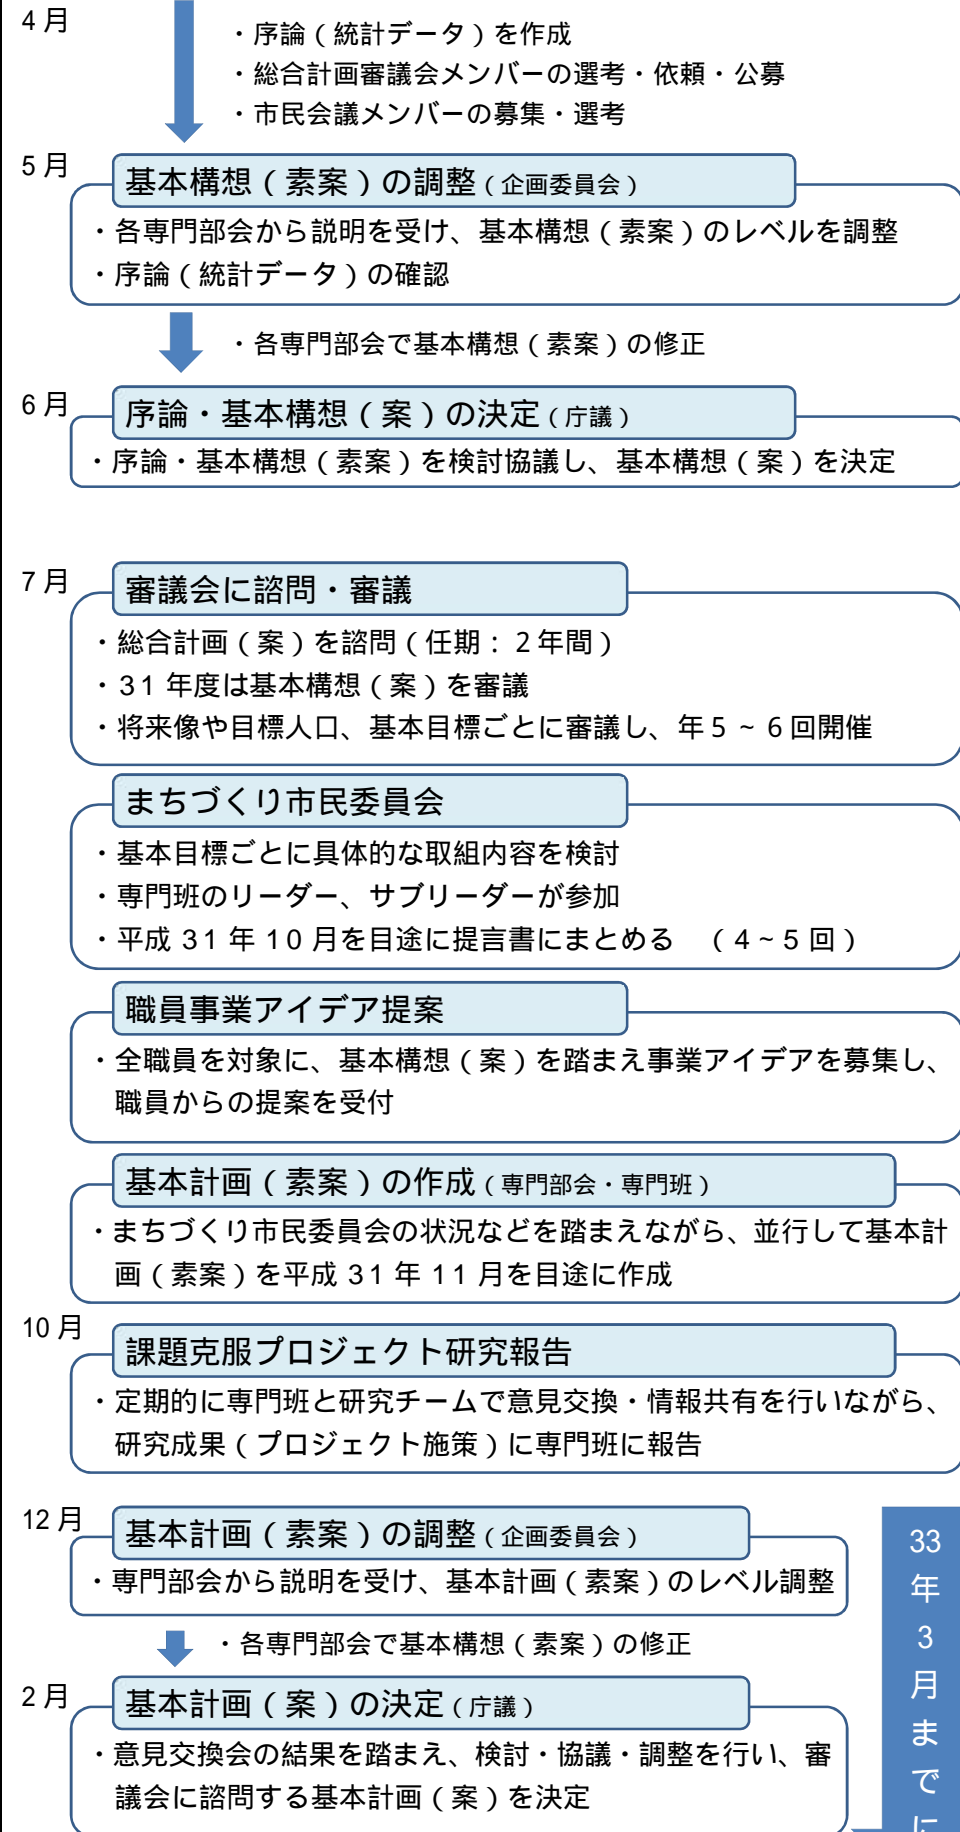 4月
・序論（統計データ）を作成
・総合計画審議会メンバーの選考・依頼・公募
・市民会議メンバーの募集・選考
5月
基本構想（素案）の調整（企画委員会）
・各専門部会から説明を受け、基本構想（素案）のレベルを調整
・序論（統計データ）の確認
・各専門部会で基本構想（素案）の修正
6月
序論・基本構想（案）の決定（庁議）
・序論・基本構想（素案）を検討協議し、基本構想（案）を決定
7月
審議会に諮問・審議
・総合計画（案）を諮問（任期：2年間）
・31年度は基本構想（案）を審議
・将来像や目標人口、基本目標ごとに審議し、年5~6回開催
まちづくり市民委員会
・基本目標ごとに具体的な取組内容を検討
・専門班のリーダー、サブリーダーが参加
・平成31年10月を目途に提言書にまとめる　（4~5回）
職員事業アイデア提案
・全職員を対象に、基本構想（案）を踏まえ事業アイデアを募集し、
職員からの提案を受付
基本計画（素案）の作成（専門部会・専門班）
・まちづくり市民委員会の状況などを踏まえながら、並行して基本計
画（素案）を平成31年11月を目途に作成
10月
課題克服プロジェクト研究報告
・定期的に専門班と研究チームで意見交換・情報共有を行いながら、
研究成果（プロジェクト施策）に専門班に報告
12月
基本計画（素案）の調整（企画委員会）
・専門部会から説明を受け、基本計画（素案）のレベル調整
・各専門部会で基本構想（素案）の修正
2月
基本計画（案）の決定（庁議）
・意見交換会の結果を踏まえ、検討・協議・調整を行い、審
議会に諮問する基本計画（案）を決定
33年3月までに